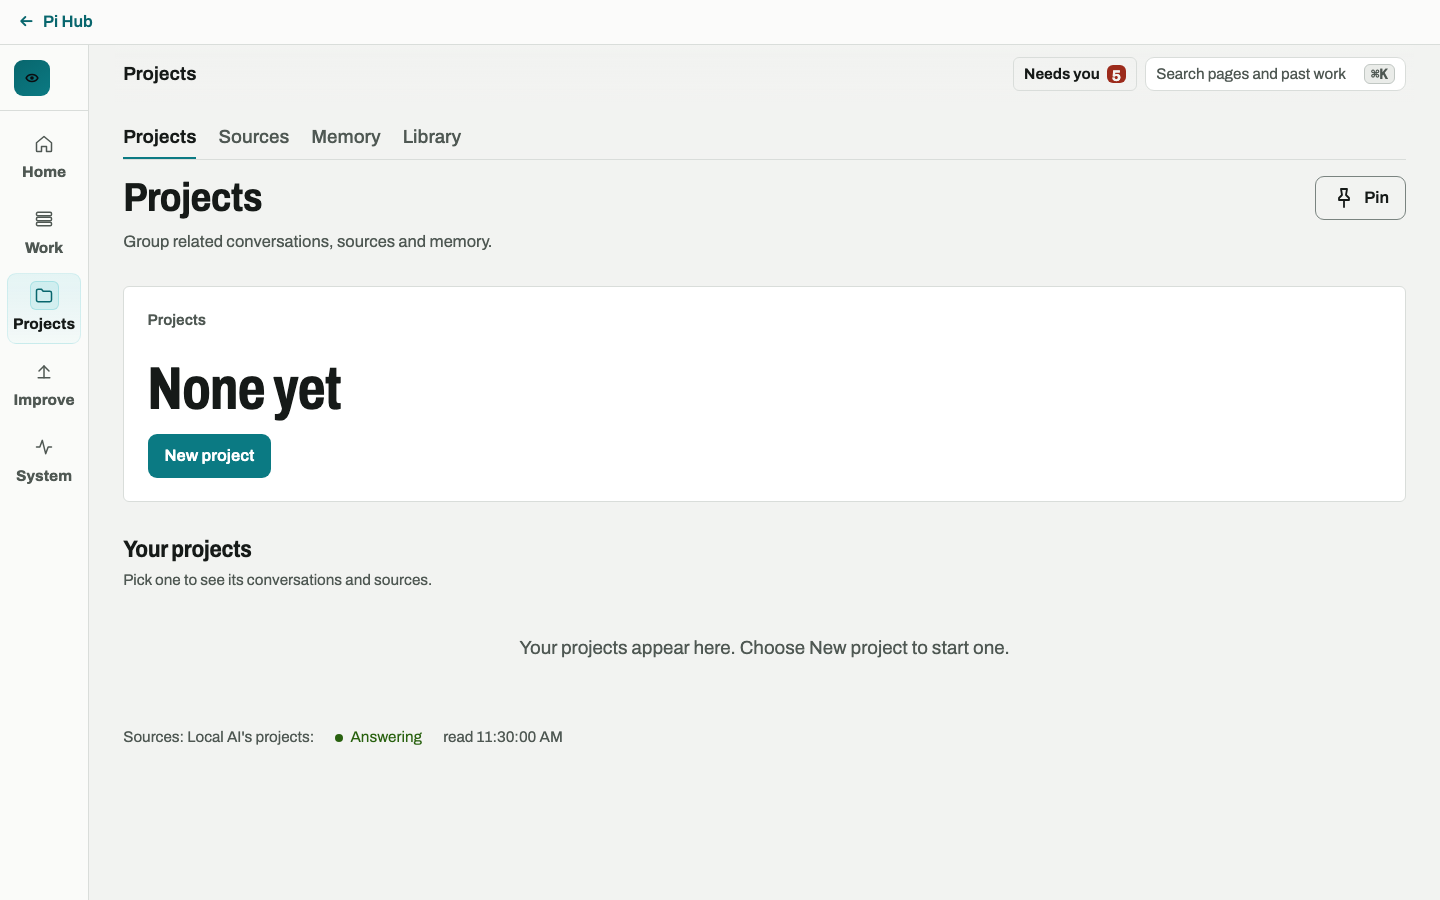 Pi Hub
Projects
Needs you 5
Search pages and past work ⌘K
Home
Work
Projects
Improve
System
Projects Sources Memory Library
Projects
Pin
Group related conversations, sources and memory.
Projects
None yet
New project
Your projects
Pick one to see its conversations and sources.
Your projects appear here. Choose New project to start one.
Sources: Local AI's projects: Answering read 11:30:00 AM